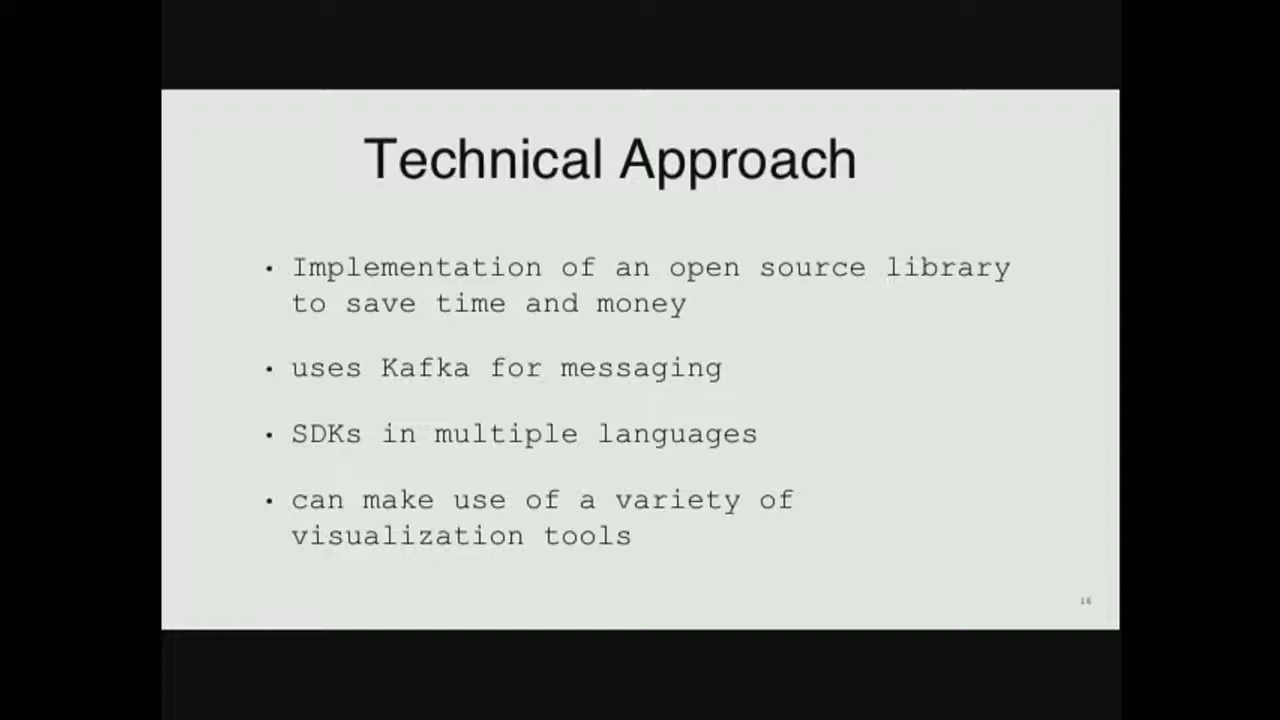 Technical Approach
• Implementation of an open source library
to save time and money
• uses Kafka for messaging
• SDKs in multiple languages
• can make use of a variety of
visualization tools
16